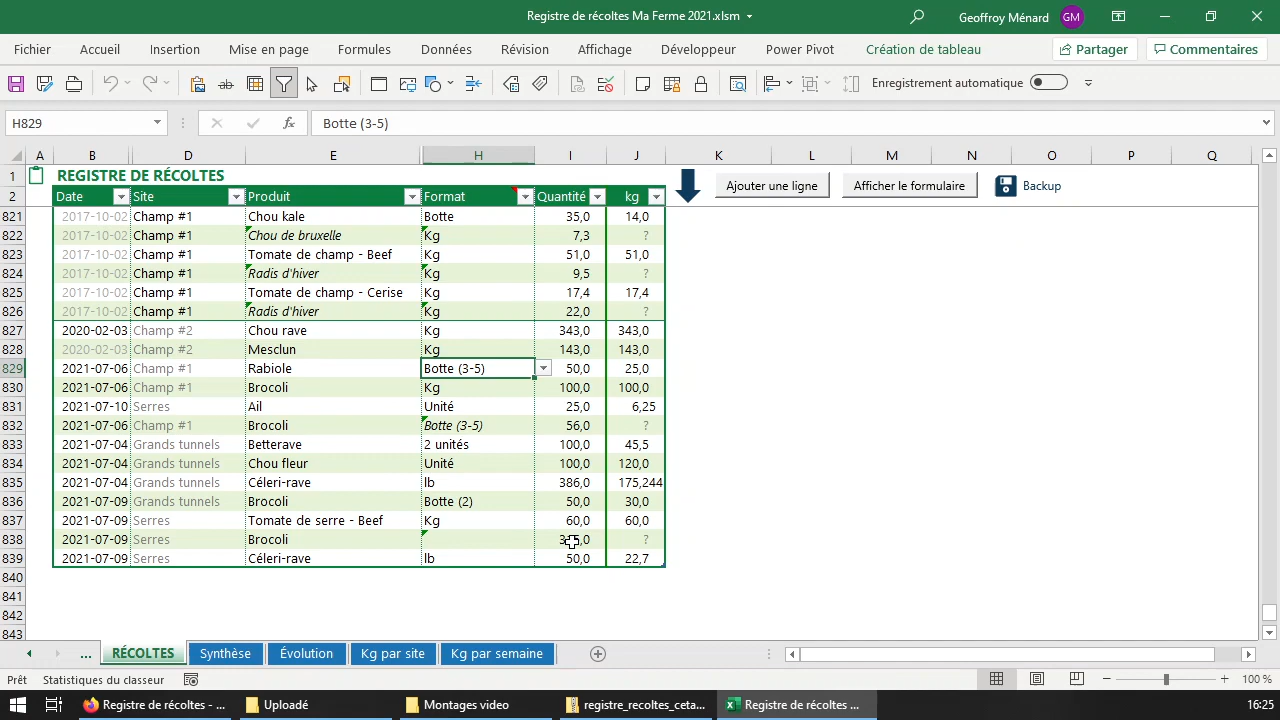 Registre de récoltes Ma Ferme 2021.xlsm
Geoffroy Ménard GM
Fichier Accueil Insertion Mise en page Formules Données Révision Affichage Développeur Power Pivot Création de tableau Partager Commentaires
Enregistrement automatique
H829 fx Botte (3-5)
A B D E H I J K L M N O P Q
1 REGISTRE DE RÉCOLTES
2 Date Site Produit Format Quantité kg Ajouter une ligne Afficher le formulaire Backup
821 2017-10-02 Champ #1 Chou kale Botte 35,0 14,0
822 2017-10-02 Champ #1 Chou de bruxelle Kg 7,3 ?
823 2017-10-02 Champ #1 Tomate de champ - Beef Kg 51,0 51,0
824 2017-10-02 Champ #1 Radis d'hiver Kg 9,5 ?
825 2017-10-02 Champ #1 Tomate de champ - Cerise Kg 17,4 17,4
826 2017-10-02 Champ #1 Radis d'hiver Kg 22,0 ?
827 2020-02-03 Champ #2 Chou rave Kg 343,0 343,0
828 2020-02-03 Champ #2 Mesclun Kg 143,0 143,0
829 2021-07-06 Champ #1 Rabiole Botte (3-5) 50,0 25,0
830 2021-07-06 Champ #1 Brocoli Kg 100,0 100,0
831 2021-07-10 Serres Ail Unité 25,0 6,25
832 2021-07-06 Champ #1 Brocoli Botte (3-5) 56,0 ?
833 2021-07-04 Grands tunnels Betterave 2 unités 100,0 45,5
834 2021-07-04 Grands tunnels Chou fleur Unité 100,0 120,0
835 2021-07-04 Grands tunnels Céleri-rave lb 386,0 175,244
836 2021-07-09 Grands tunnels Brocoli Botte (2) 50,0 30,0
837 2021-07-09 Serres Tomate de serre - Beef Kg 60,0 60,0
838 2021-07-09 Serres Brocoli ?
839 2021-07-09 Serres Céleri-rave lb 50,0 22,7
840
841
842
843
... RÉCOLTES Synthèse Évolution Kg par site Kg par semaine
Prêt Statistiques du classeur 100 %
Registre de récoltes - ... Uploadé Montages video registre_recoltes_ceta... Registre de récoltes ... 16:25